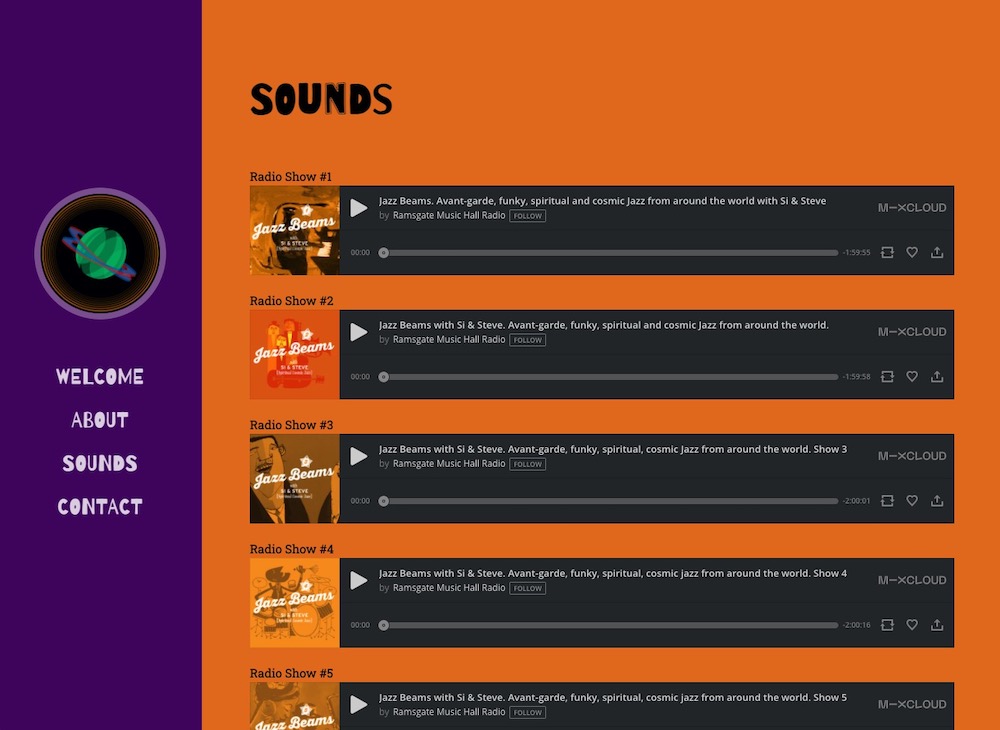 WELCOME
ABOUT
SOUNDS
CONTACT
SOUNDS
Radio Show #1
Jazz Beams
with
SI & STEVE
Jazz Beams. Avant-garde, funky, spiritual and cosmic Jazz from around the world with Si & Steve
by Ramsgate Music Hall Radio FOLLOW
MIXCLOUD
00:00 -1:59:55
Radio Show #2
Jazz Beams
with
SI & STEVE
Jazz Beams with Si & Steve. Avant-garde, funky, spiritual and cosmic Jazz from around the world.
by Ramsgate Music Hall Radio FOLLOW
MIXCLOUD
00:00 -1:59:58
Radio Show #3
Jazz Beams
with
SI & STEVE
Jazz Beams with Si & Steve. Avant-garde, funky, spiritual, cosmic jazz from around the world. Show 3
by Ramsgate Music Hall Radio FOLLOW
MIXCLOUD
00:00 -2:00:01
Radio Show #4
Jazz Beams
with
SI & STEVE
Jazz Beams with Si & Steve. Avant-garde, funky, spiritual, cosmic jazz from around the world. Show 4
by Ramsgate Music Hall Radio FOLLOW
MIXCLOUD
00:00 -2:00:16
Radio Show #5
Jazz Beams
Jazz Beams with Si & Steve. Avant-garde, funky, spiritual, cosmic jazz from around the world. Show 5
by Ramsgate Music Hall Radio FOLLOW
MIXCLOUD